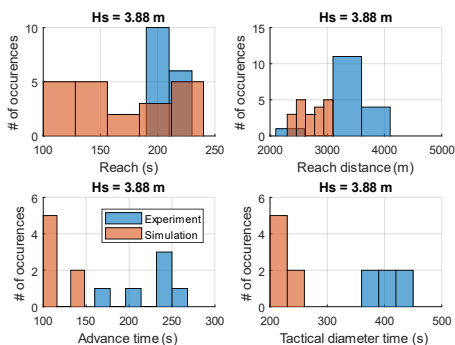 Hs = 3.88 m
# of occurences
10
5
0
100
150
200
250
Reach (s)
Hs = 3.88 m
# of occurences
15
10
5
0
2000
3000
4000
5000
Reach distance (m)
Hs = 3.88 m
# of occurences
6
4
2
0
100
150
200
250
300
Advance time (s)
Experiment
Simulation
Hs = 3.88 m
# of occurences
6
4
2
0
200
300
400
500
Tactical diameter time (s)